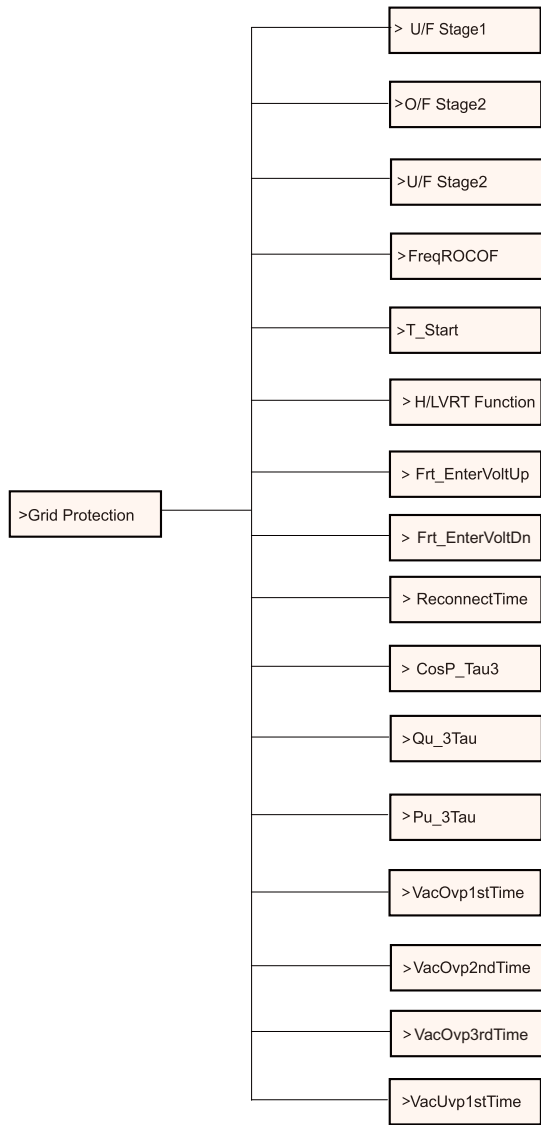 > U/F Stage1
>O/F Stage2
>U/F Stage2
>FreqROCOF
>T_Start
> H/LVRT Function
> Frt_EnterVoltUp
>Grid Protection
> Frt_EnterVoltDn
> ReconnectTime
> CosP_Tau3
>Qu_3Tau
>Pu_3Tau
>VacOvp1stTime
>VacOvp2ndTime
>VacOvp3rdTime
>VacUvp1stTime